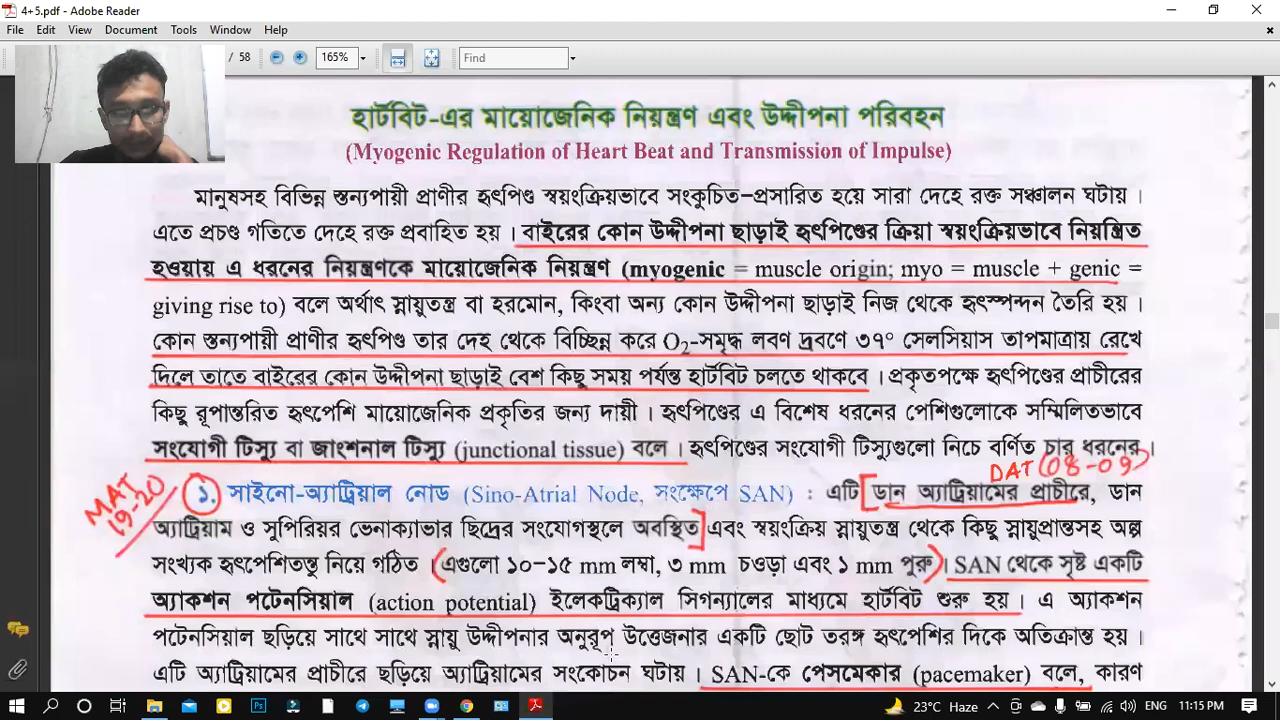 4+5.pdf - Adobe Reader
File Edit View Document Tools Window Help
/ 58 165% Find
হার্টবিট-এর মায়োজেনিক নিয়ন্ত্রণ এবং উদ্দীপনা পরিবহন
(Myogenic Regulation of Heart Beat and Transmission of Impulse)
মানুষসহ বিভিন্ন স্তন্যপায়ী প্রাণীর হৃৎপিণ্ড স্বয়ংক্রিয়ভাবে সংকুচিত-প্রসারিত হয়ে সারা দেহে রক্ত সঞ্চালন ঘটায়।
এতে প্রচণ্ড গতিতে দেহে রক্ত প্রবাহিত হয়। বাইরের কোন উদ্দীপনা ছাড়াই হৃৎপিণ্ডের ক্রিয়া স্বয়ংক্রিয়ভাবে নিয়ন্ত্রিত
হওয়ায় এ ধরনের নিয়ন্ত্রণকে মায়োজেনিক নিয়ন্ত্রণ (myogenic = muscle origin; myo = muscle + genic =
giving rise to) বলে অর্থাৎ স্নায়ুতন্ত্র বা হরমোন, কিংবা অন্য কোন উদ্দীপনা ছাড়াই নিজ থেকে হৃৎস্পন্দন তৈরি হয়।
কোন স্তন্যপায়ী প্রাণীর হৃৎপিণ্ড তার দেহ থেকে বিচ্ছিন্ন করে O₂-সমৃদ্ধ লবণ দ্রবণে ৩৭° সেলসিয়াস তাপমাত্রায় রেখে
দিলে তাতে বাইরের কোন উদ্দীপনা ছাড়াই বেশ কিছু সময় পর্যন্ত হার্টবিট চলতে থাকবে। প্রকৃতপক্ষে হৃৎপিণ্ডের প্রাচীরের
কিছু রূপান্তরিত হৃৎপেশি মায়োজেনিক প্রকৃতির জন্য দায়ী। হৃৎপিণ্ডের এ বিশেষ ধরনের পেশিগুলোকে সম্মিলিতভাবে
সংযোগী টিস্যু বা জাংশনাল টিস্যু (junctional tissue) বলে। হৃৎপিণ্ডের সংযোগী টিস্যুগুলো নিচে বর্ণিত চার ধরনের।
DAT (08-09)
MAT 19-20
১. সাইনো-অ্যাট্রিয়াল নোড (Sino-Atrial Node, সংক্ষেপে SAN) : এটি [ডান অ্যাট্রিয়ামের প্রাচীরে, ডান
অ্যাট্রিয়াম ও সুপিরিয়র ভেনাক্যাভার ছিদ্রের সংযোগস্থলে অবস্থিত] এবং স্বয়ংক্রিয় স্নায়ুতন্ত্র থেকে কিছু স্নায়ুপ্রান্তসহ অল্প
সংখ্যক হৃৎপেশিতন্তু নিয়ে গঠিত (এগুলো ১০-১৫ mm লম্বা, ৩ mm চওড়া এবং ১ mm পুরু)। SAN থেকে সৃষ্ট একটি
অ্যাকশন পটেনসিয়াল (action potential) ইলেকট্রিক্যাল সিগন্যালের মাধ্যমে হার্টবিট শুরু হয়। এ অ্যাকশন
পটেনসিয়াল ছড়িয়ে সাথে সাথে স্নায়ু উদ্দীপনার অনুরূপ উত্তেজনার একটি ছোট তরঙ্গ হৃৎপেশির দিকে অতিক্রান্ত হয়।
এটি অ্যাট্রিয়ামের প্রাচীরে ছড়িয়ে অ্যাট্রিয়ামের সংকোচন ঘটায়। SAN-কে পেসমেকার (pacemaker) বলে, কারণ
23°C Haze 11:15 PM